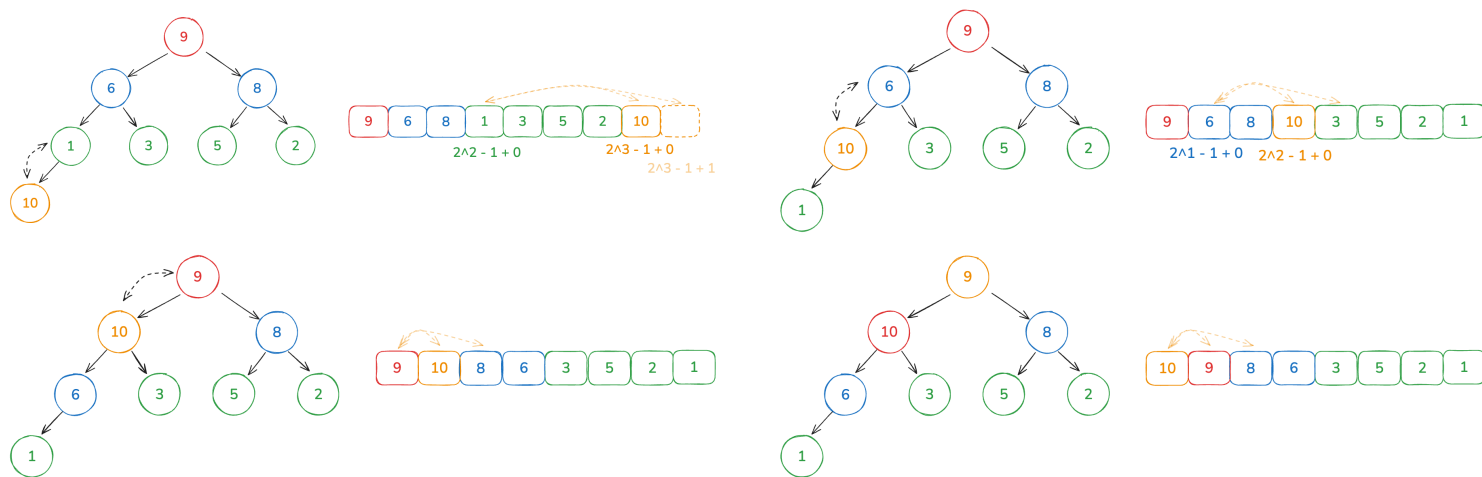 9
6 8
1 3 5 2
10
9 6 8 1 3 5 2 10
2^2 - 1 + 0 2^3 - 1 + 0
2^3 - 1 + 1
9
6 8
10 3 5 2
1
9 6 8 10 3 5 2 1
2^1 - 1 + 0 2^2 - 1 + 0
9
10 8
6 3 5 2
1
9 10 8 6 3 5 2 1
9
10 8
6 3 5 2
1
10 9 8 6 3 5 2 1